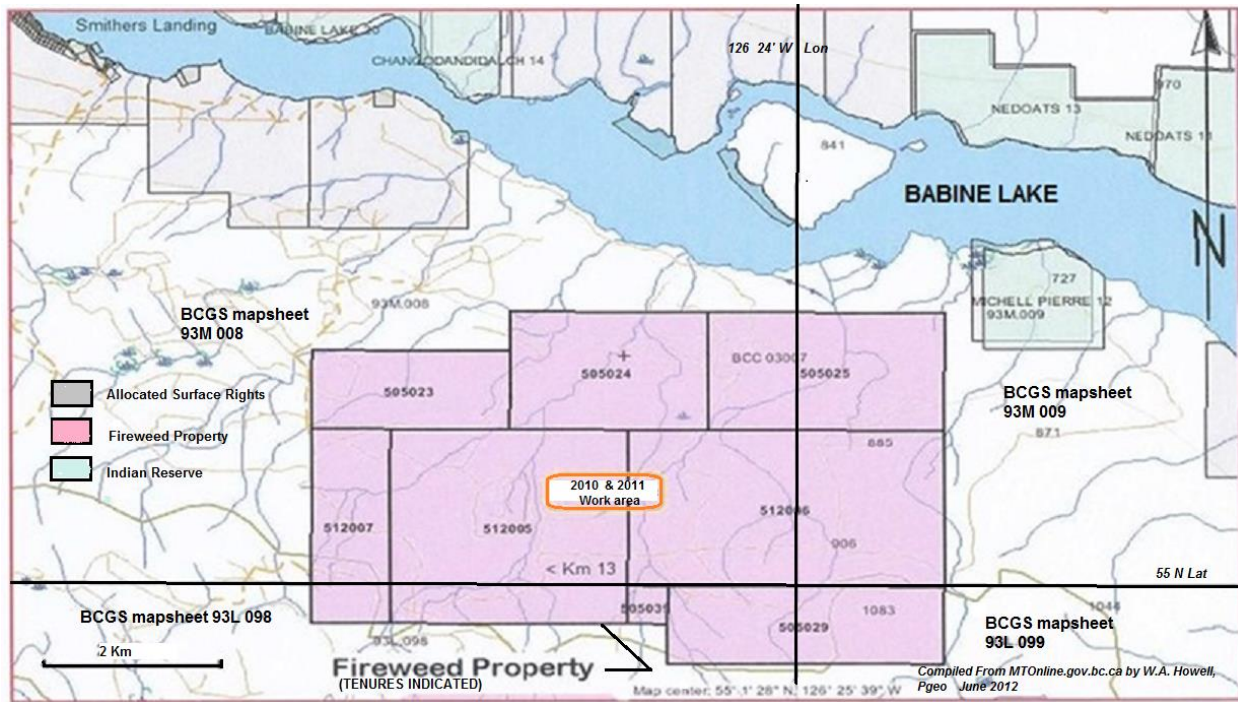 Smithers Landing
BABINE LAKE 20
CHANGODANDIDALCH 14
126 24' W Lon
NEDOATS 13
970
NEDOATS 11
841
BABINE LAKE
N
727
MICHELL PIERRE 12
93M.009
93M.008
BCGS mapsheet
93M 008
BCC 03007
505023
505024
505025
Allocated Surface Rights
Fireweed Property
Indian Reserve
BCGS mapsheet
93M 009
871
885
2010 & 2011
Work area
512007
512005
512006
906
< Km 13
55 N Lat
BCGS mapsheet 93L 098
505031
505029
1083
1044
BCGS mapsheet
93L 099
93L.098
2 Km
Fireweed Property
(TENURES INDICATED)
Map center: 55° 1' 28" N, 126° 25' 39" W
Compiled From MTOnline.gov.bc.ca by W.A. Howell,
Pgeo June 2012